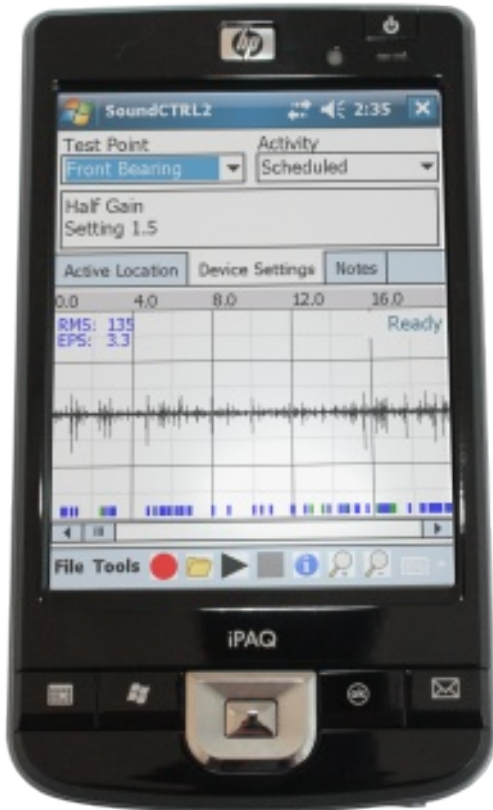 hp
SoundCTRL2 2:35
Test Point Activity
Front Bearing Scheduled
Half Gain
Setting 1.5
Active Location Device Settings Notes
0.0 4.0 8.0 12.0 16.0
RMS: 135 Ready
EPS: 3.3
File Tools
iPAQ
ok